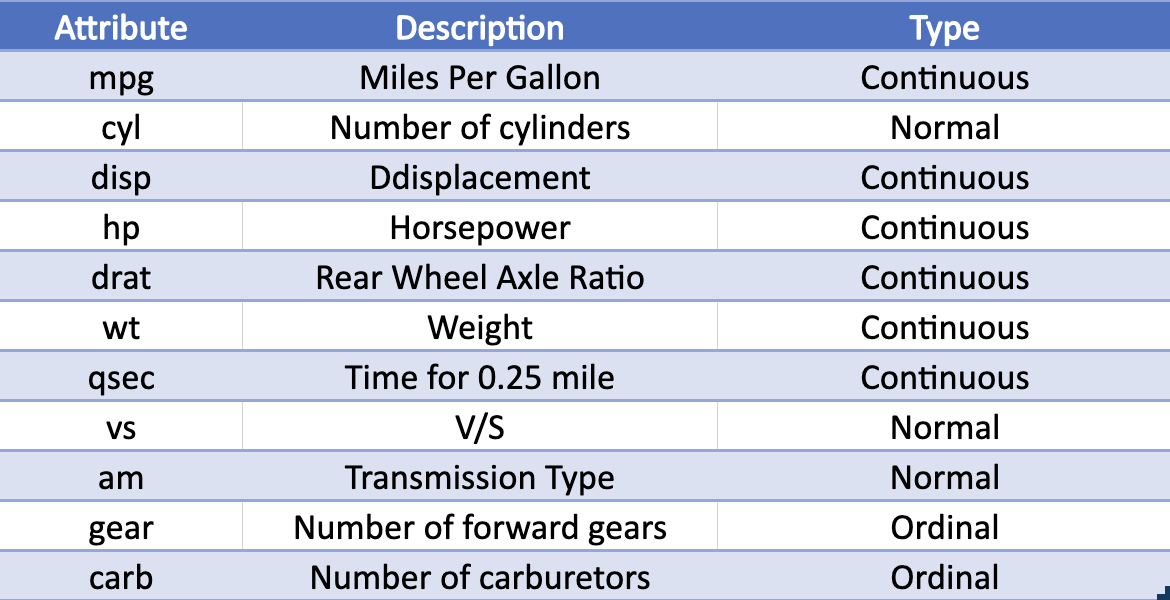 Attribute Description Type
mpg Miles Per Gallon Continuous
cyl Number of cylinders Normal
disp Ddisplacement Continuous
hp Horsepower Continuous
drat Rear Wheel Axle Ratio Continuous
wt Weight Continuous
qsec Time for 0.25 mile Continuous
vs V/S Normal
am Transmission Type Normal
gear Number of forward gears Ordinal
carb Number of carburetors Ordinal